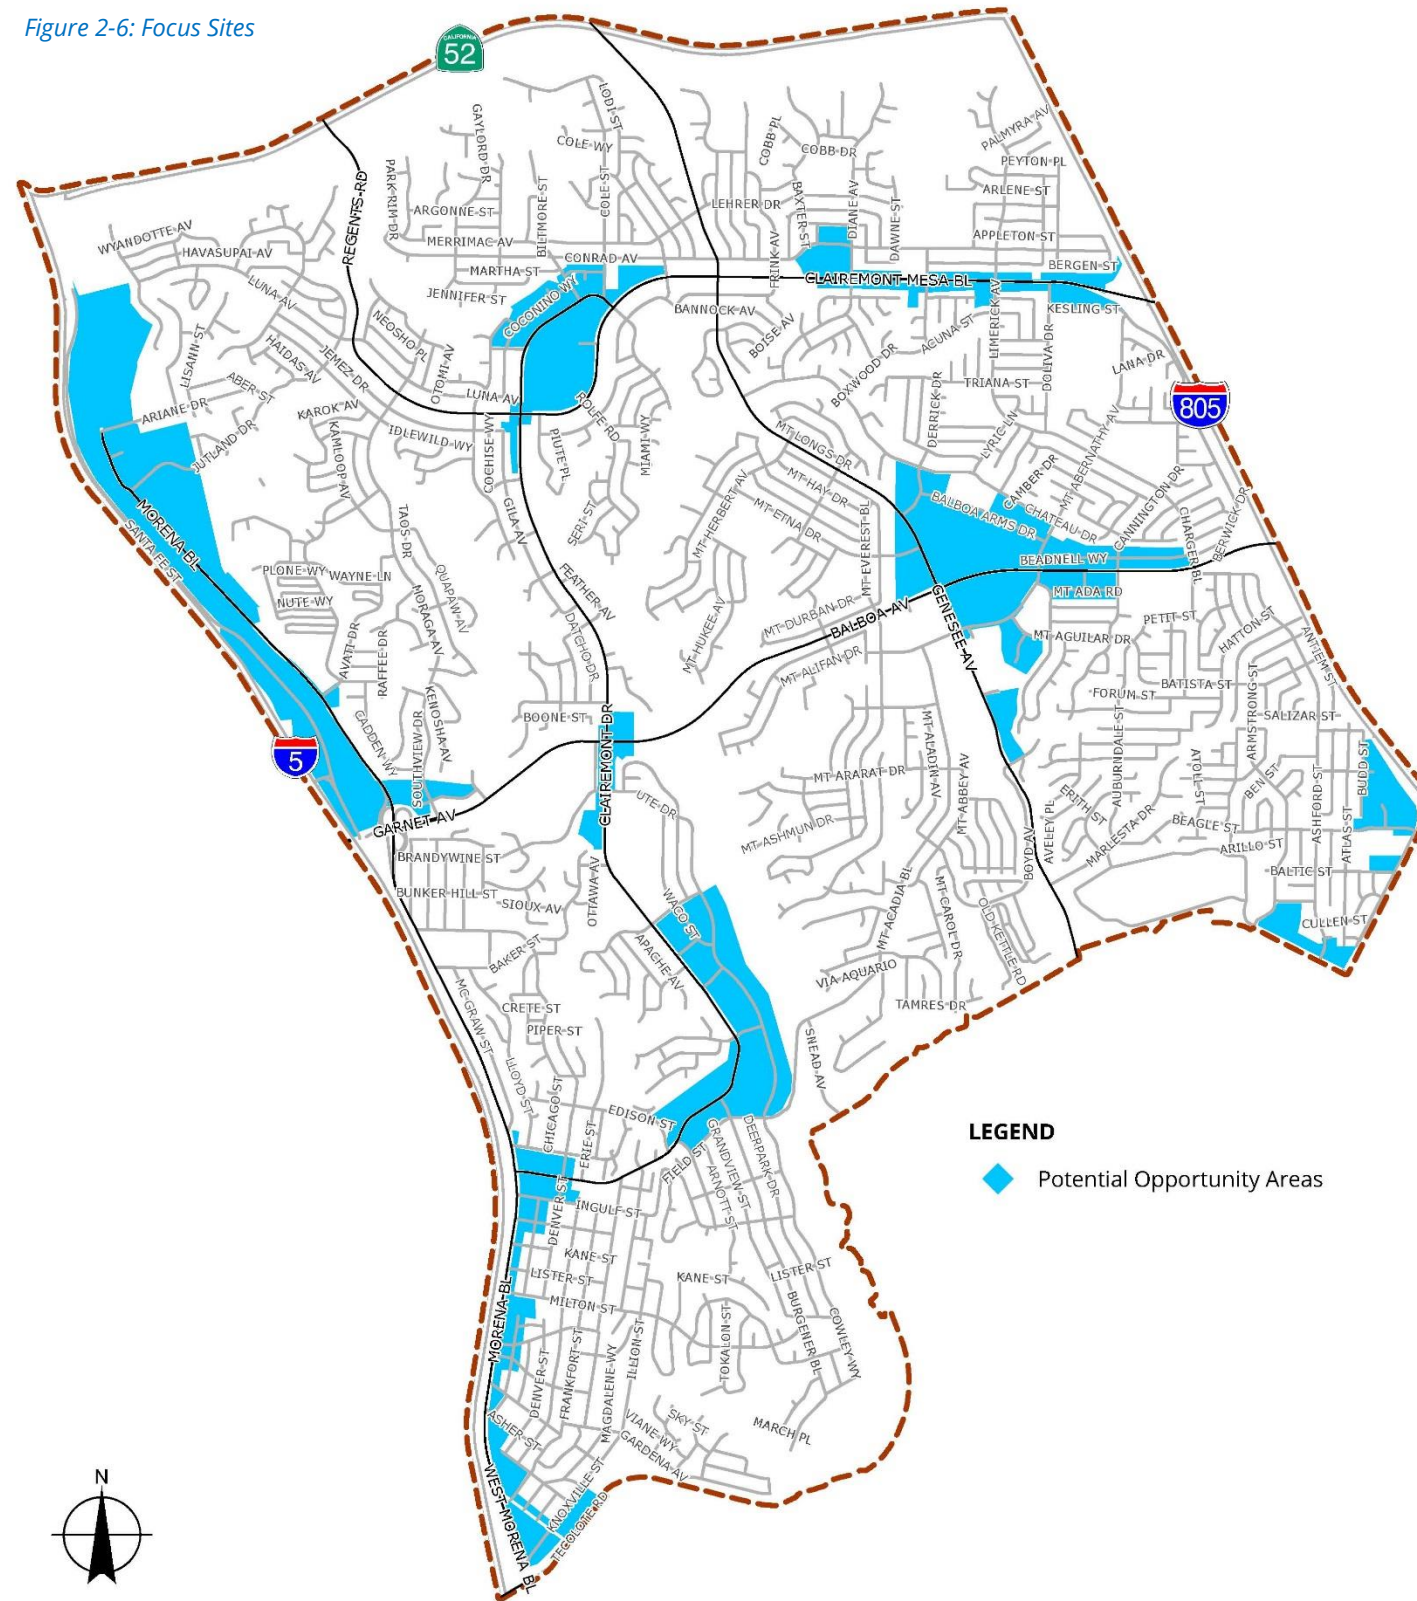 Figure 2-6: Focus Sites
CALIFORNIA
52
LODI ST
GAYLORD DR
COLE WY
COBB PL
COBB DR
PALMYRA AV
PEYTON PL
PARK RIM DR
REGENTS RD
BILTMORE ST
COLE ST
ARLENE ST
ARGONNE ST
LEHRER DR
BAXTER ST
DIANE AV
DAWNE ST
WYANDOTTE AV
HAVASUPAI AV
MERRIMAC AV
APPLETON ST
CONRAD AV
FRINK AV
MARTHA ST
BERGEN ST
CLAIREMONT MESA BL
LUNA AV
JENNIFER ST
COCONINO WY
BANNOCK AV
LIMERICK AV
KESLING ST
NEOSHO PL
BOISE AV
ACUNA ST
DOLIVA DR
LISANN ST
HAIDAS AV
JEMEZ DR
OTOMI AV
BOXWOOD DR
LANA DR
ABER ST
TRIANA ST
805
LUNA AV
ARIANE DR
KAROK AV
ROLFE RD
DERRICK DR
LYRIC LN
MT ABERNATHY AV
JUTLAND DR
KAMLOOP AV
IDLEWILD WY
COCHISE WY
PIUTE PL
MIAMI WY
MT LONGS DR
CAMBER DR
MT HAY DR
CANNINGTON DR
MORENA BL
SANTA FE ST
GILA AV
SERI ST
MT HERBERT AV
MT ETNA DR
MT EVEREST BL
BALBOA ARMS DR
CHATEAU DR
CHARGER BL
BERWICK DR
TAOS DR
BEADNELL WY
PLONE WY
WAYNE LN
QUAPAW AV
FEATHER AV
NUTE WY
MORAGA AV
MT ADA RD
MT DURBAN DR
BALBOA AV
GENESEE AV
PETIT ST
HATTON ST
AVATI DR
RAFFEE DR
DATCHO DR
MT HUKEE AV
MT ALIFAN DR
MT AGUILAR DR
ANTIEM ST
KENOSHA AV
BATISTA ST
FORUM ST
ARMSTRONG ST
CADDEN WY
SOUTHVIEW DR
BOONE ST
CLAIREMONT DR
MT ALADIN AV
SALIZAR ST
5
AUBURNDALE ST
ATOLL ST
BUDD ST
MT ARARAT DR
MT ABBEY AV
BEN ST
UTE DR
ERITH ST
ASHFORD ST
GARNET AV
MT ASHMUN DR
AVELEY PL
MARLESTA DR
BEAGLE ST
ATLAS ST
BOYD AV
ARILLO ST
BRANDYWINE ST
BALTIC ST
BUNKER HILL ST
SIOUX AV
OTTAWA AV
WACO ST
MT ACADIA BL
MT CAROL DR
OLD KETTLE RD
CULLEN ST
BAKER ST
APACHE AV
VIA AQUARIO
MC GRAW ST
CRETE ST
TAMRES DR
PIPER ST
SNEAD AV
LLOYD ST
CHICAGO ST
EDISON ST
LEGEND
ERIE ST
GRANDVIEW ST
DEERPARK DR
FIELD ST
Potential Opportunity Areas
ARNOTT ST
DENVER ST
INGULF ST
KANE ST
LISTER ST
KANE ST
LISTER ST
MORENA BL
MILTON ST
BURGENER BL
COWLEY WY
TOKALON ST
ILLION ST
DENVER ST
FRANKFORT ST
MAGDALENE WY
ASHER ST
VIANE WY
SKY ST
MARCH PL
GARDENA AV
N
WEST MORENA BL
KNOXVILLE ST
TECOLOTE RD